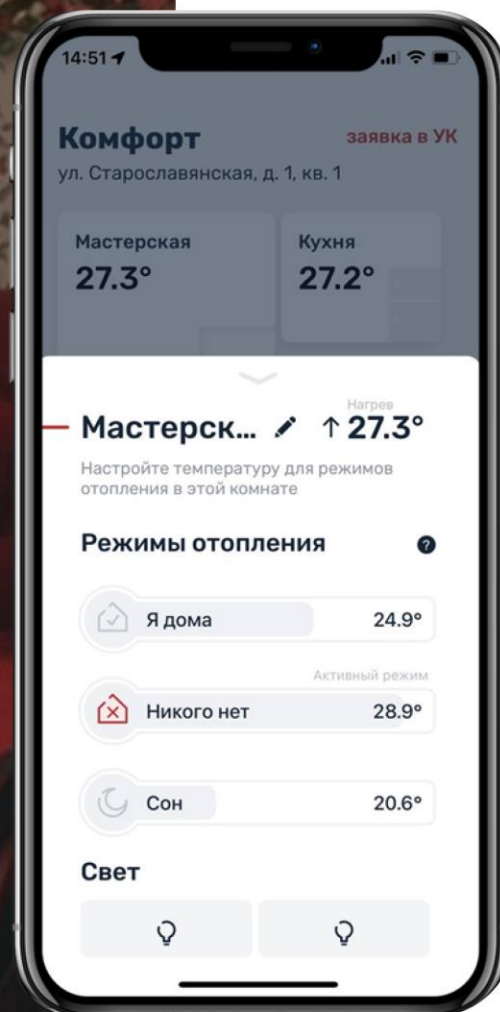 14:51
Комфорт
заявка в УК
ул. Старославянская, д. 1, кв. 1
Мастерская
27.3°
Кухня
27.2°
Мастерск...
Нагрев
↑ 27.3°
Настройте температуру для режимов
отопления в этой комнате
Режимы отопления
?
Я дома
24.9°
Активный режим
Никого нет
28.9°
Сон
20.6°
Свет